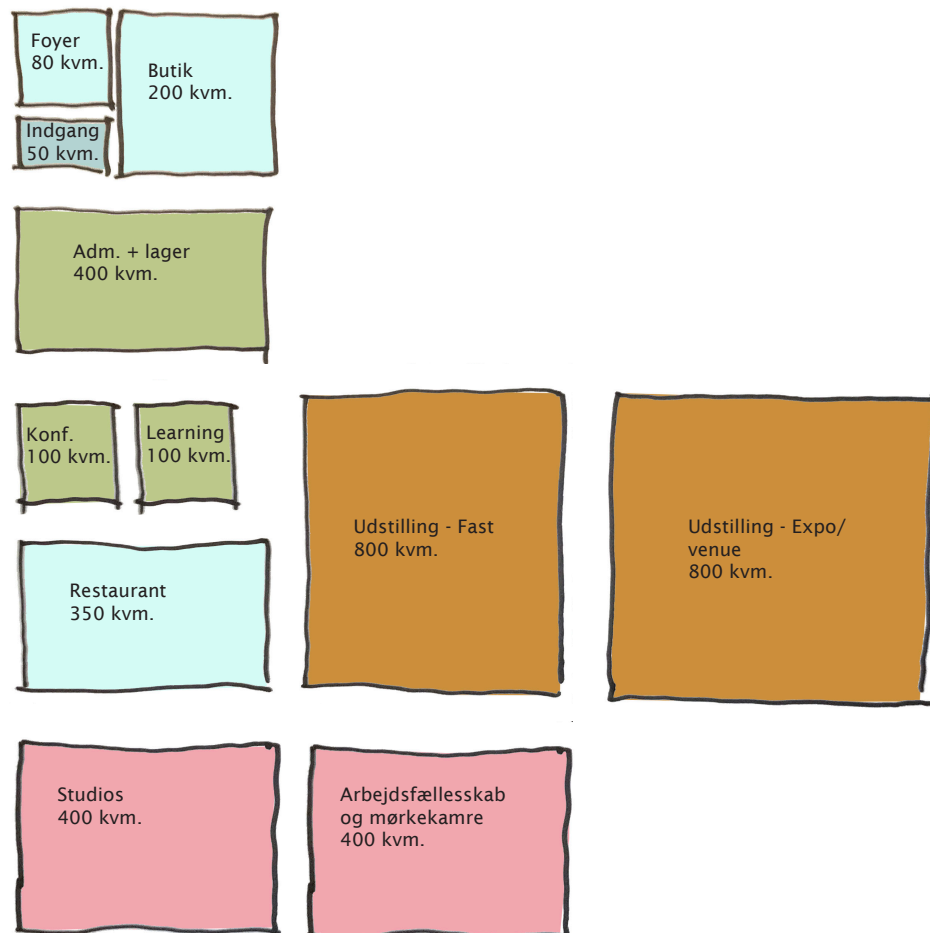 Foyer
80 kvm.
Butik
200 kvm.
Indgang
50 kvm.
Adm. + lager
400 kvm.
Konf.
100 kvm.
Learning
100 kvm.
Udstilling - Fast
800 kvm.
Udstilling - Expo/
venue
800 kvm.
Restaurant
350 kvm.
Studios
400 kvm.
Arbejdsfællesskab
og mørkekamre
400 kvm.